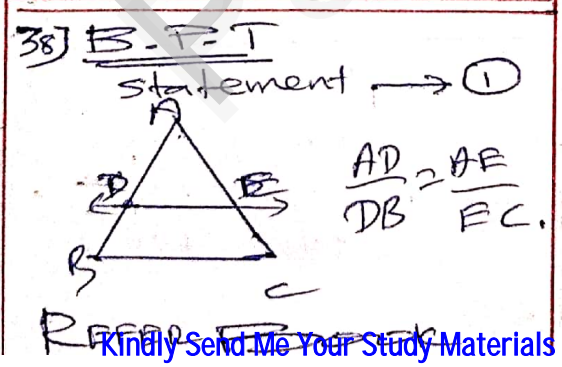 38] B.P.T
statement → ①
A
D E
AD/DB = AE/EC.
B C
Kindly Send Me Your Study Materials